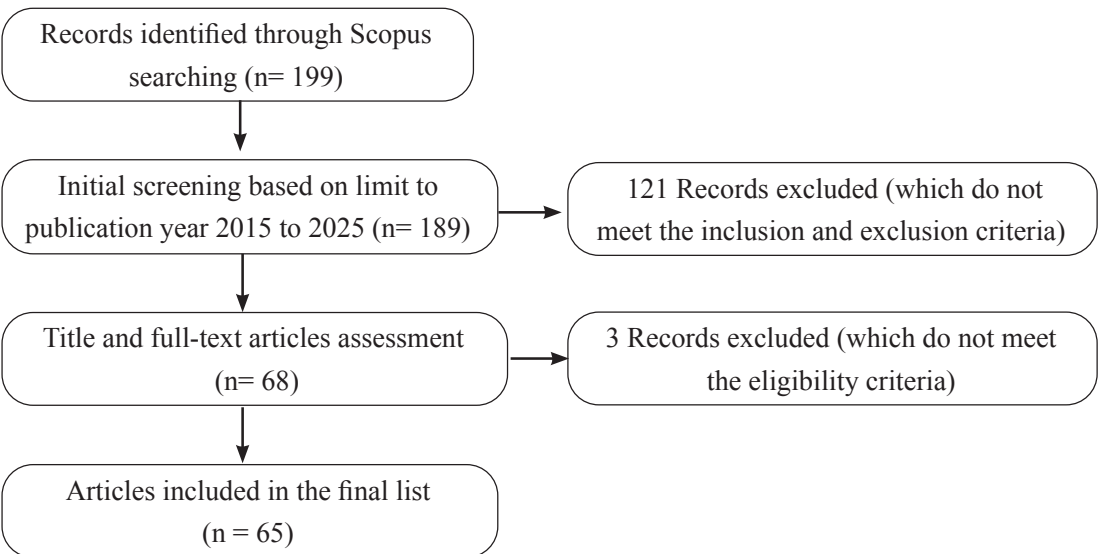 Records identified through Scopus
searching (n= 199)
Initial screening based on limit to
publication year 2015 to 2025 (n= 189)
121 Records excluded (which do not
meet the inclusion and exclusion criteria)
Title and full-text articles assessment
(n= 68)
3 Records excluded (which do not meet
the eligibility criteria)
Articles included in the final list
(n = 65)